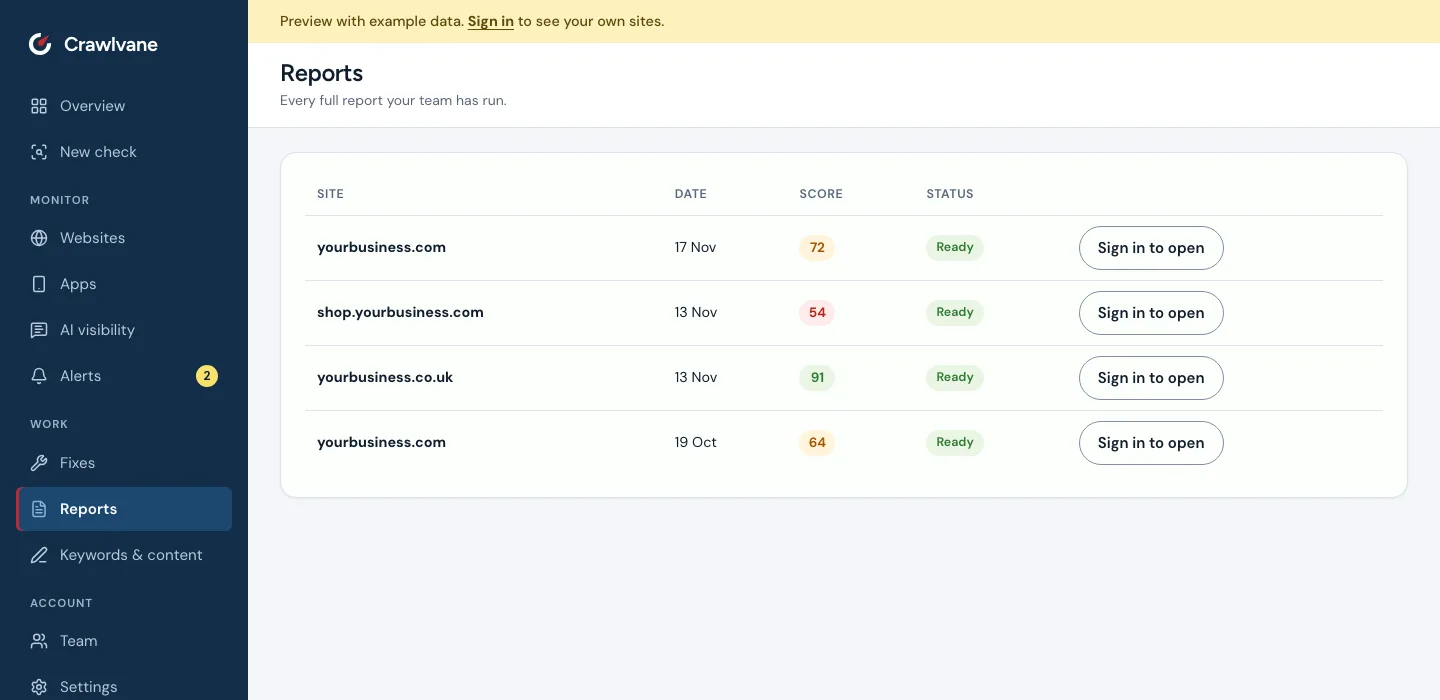 Crawlvane
Overview
New check
MONITOR
Websites
Apps
AI visibility
Alerts 2
WORK
Fixes
Reports
Keywords & content
ACCOUNT
Team
Settings
Preview with example data. Sign in to see your own sites.
Reports
Every full report your team has run.
SITE DATE SCORE STATUS
yourbusiness.com 17 Nov 72 Ready Sign in to open
shop.yourbusiness.com 13 Nov 54 Ready Sign in to open
yourbusiness.co.uk 13 Nov 91 Ready Sign in to open
yourbusiness.com 19 Oct 64 Ready Sign in to open